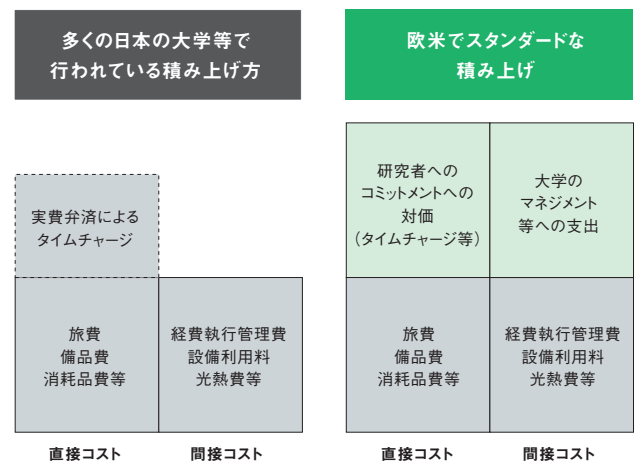 多くの日本の大学等で
行われている積み上げ方
欧米でスタンダードな
積み上げ
実費弁済による
タイムチャージ
旅費
備品費
消耗品費等
経費執行管理費
設備利用料
光熱費等
直接コスト
間接コスト
研究者への
コミットメントへの
対価
（タイムチャージ等）
大学の
マネジメント
等への支出
旅費
備品費
消耗品費等
経費執行管理費
設備利用料
光熱費等
直接コスト
間接コスト